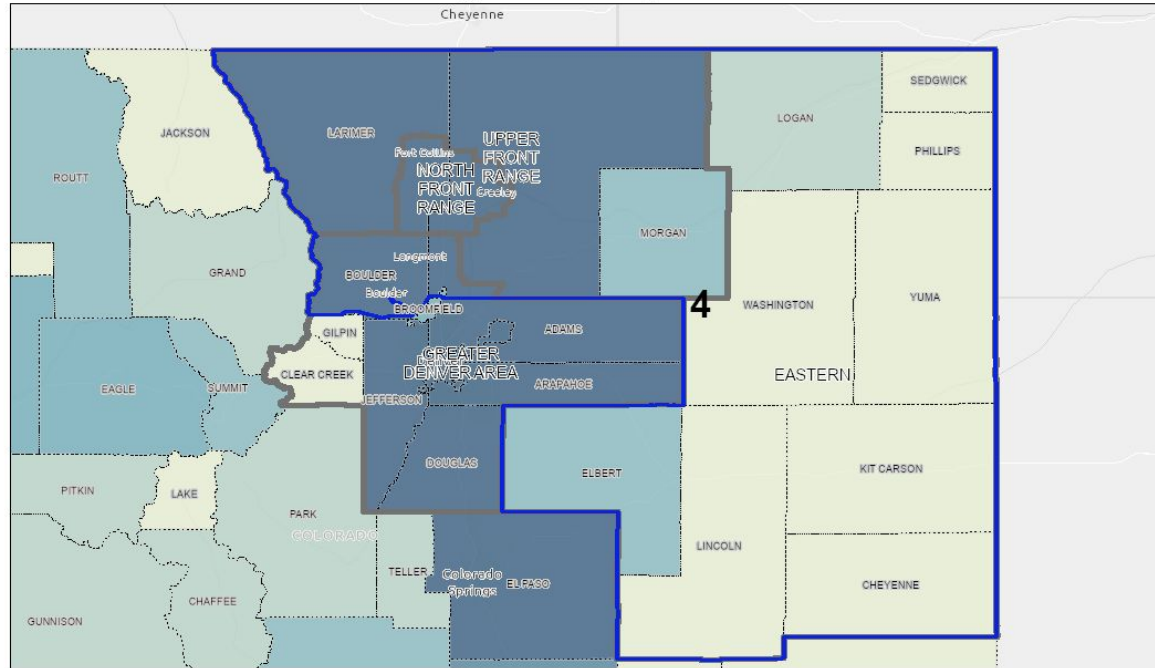 Cheyenne
SEDGWICK
LOGAN
JACKSON
LARIMER
PHILLIPS
UPPER
FRONT
RANGE
Fort Collins
NORTH
FRONT
RANGE
Greeley
ROUTT
MORGAN
GRAND
Longmont
BOULDER
Boulder
BROOMFIELD
4
WASHINGTON
YUMA
GILPIN
ADAMS
GREATER
DENVER AREA
CLEAR CREEK
EASTERN
EAGLE
SUMMIT
ARAPAHOE
JEFFERSON
DOUGLAS
ELBERT
KIT CARSON
PITKIN
LAKE
PARK
COLORADO
LINCOLN
TELLER
Colorado
Springs
EL PASO
CHEYENNE
CHAFFEE
GUNNISON